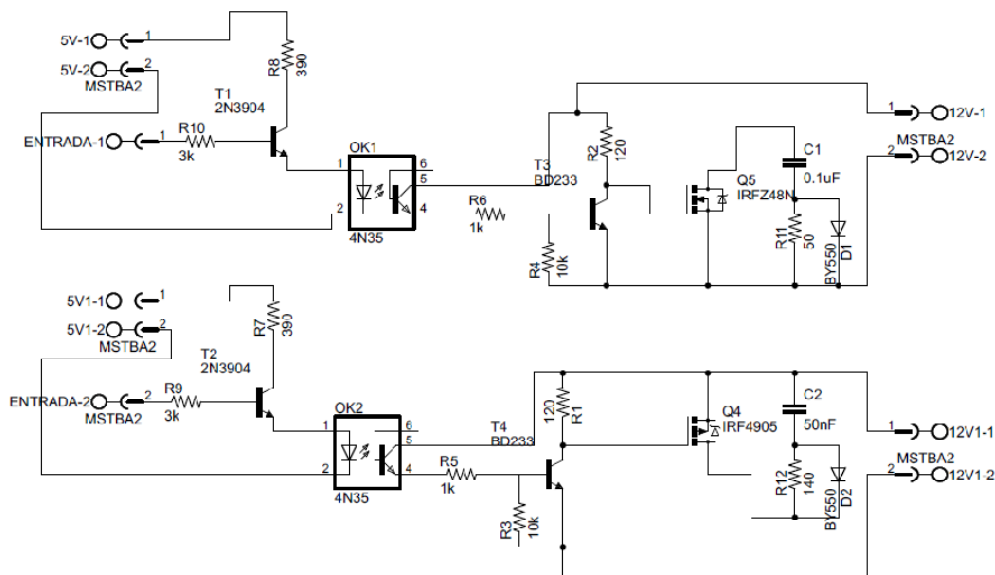 5V-1
1
5V-2
2
MSTBA2
R8
390
T1
2N3904
ENTRADA-1
1
R10
3k
OK1
1
6
5
2
4
4N35
R6
1k
T3
BD233
R2
120
R4
10k
Q5
IRFZ48N
C1
0.1uF
R11
50
BY550
D1
1
12V-1
MSTBA2
2
12V-2
5V1-1
1
5V1-2
2
MSTBA2
R7
390
T2
2N3904
ENTRADA-2
2
MSTBA2
R9
3k
OK2
1
6
5
2
4
4N35
R5
1k
T4
BD233
120
R1
R3
10k
Q4
IRF4905
C2
50nF
R12
140
BY550
D2
1
12V1-1
MSTBA2
2
12V1-2